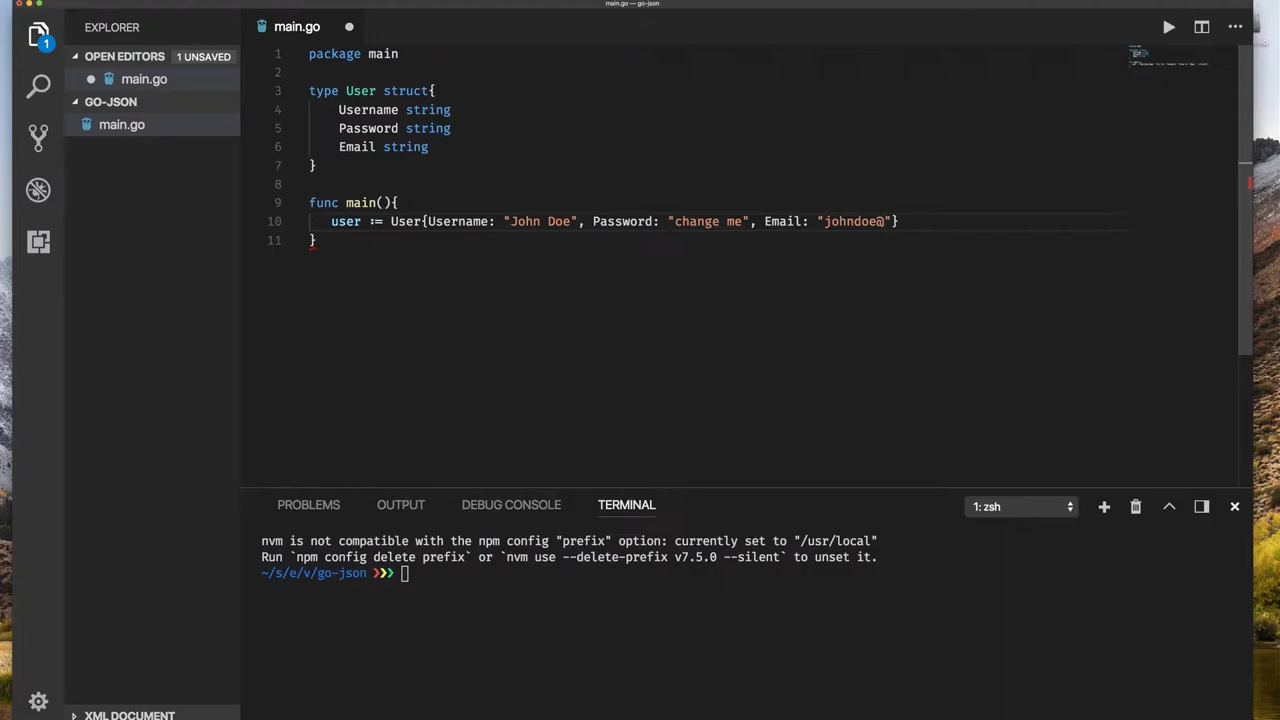 main.go — go-json
EXPLORER
main.go
OPEN EDITORS 1 UNSAVED
main.go
GO-JSON
main.go
1
1 package main
2
3 type User struct{
4 Username string
5 Password string
6 Email string
7 }
8
9 func main(){
10 user := User{Username: "John Doe", Password: "change me", Email: "johndoe@"}
11 }
PROBLEMS OUTPUT DEBUG CONSOLE TERMINAL 1: zsh
nvm is not compatible with the npm config "prefix" option: currently set to "/usr/local"
Run `npm config delete prefix` or `nvm use --delete-prefix v7.5.0 --silent` to unset it.
~/s/e/v/go-json ❯❯❯
XML DOCUMENT